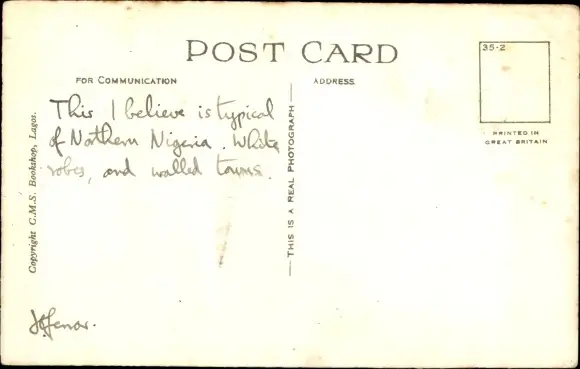 POST CARD
35-2
FOR COMMUNICATION
ADDRESS
PRINTED IN
GREAT BRITAIN
This I believe is typical
of Northern Nigeria. White
robes, and walled towns.
Copyright C.M.S. Bookshop, Lagos.
THIS IS A REAL PHOTOGRAPH